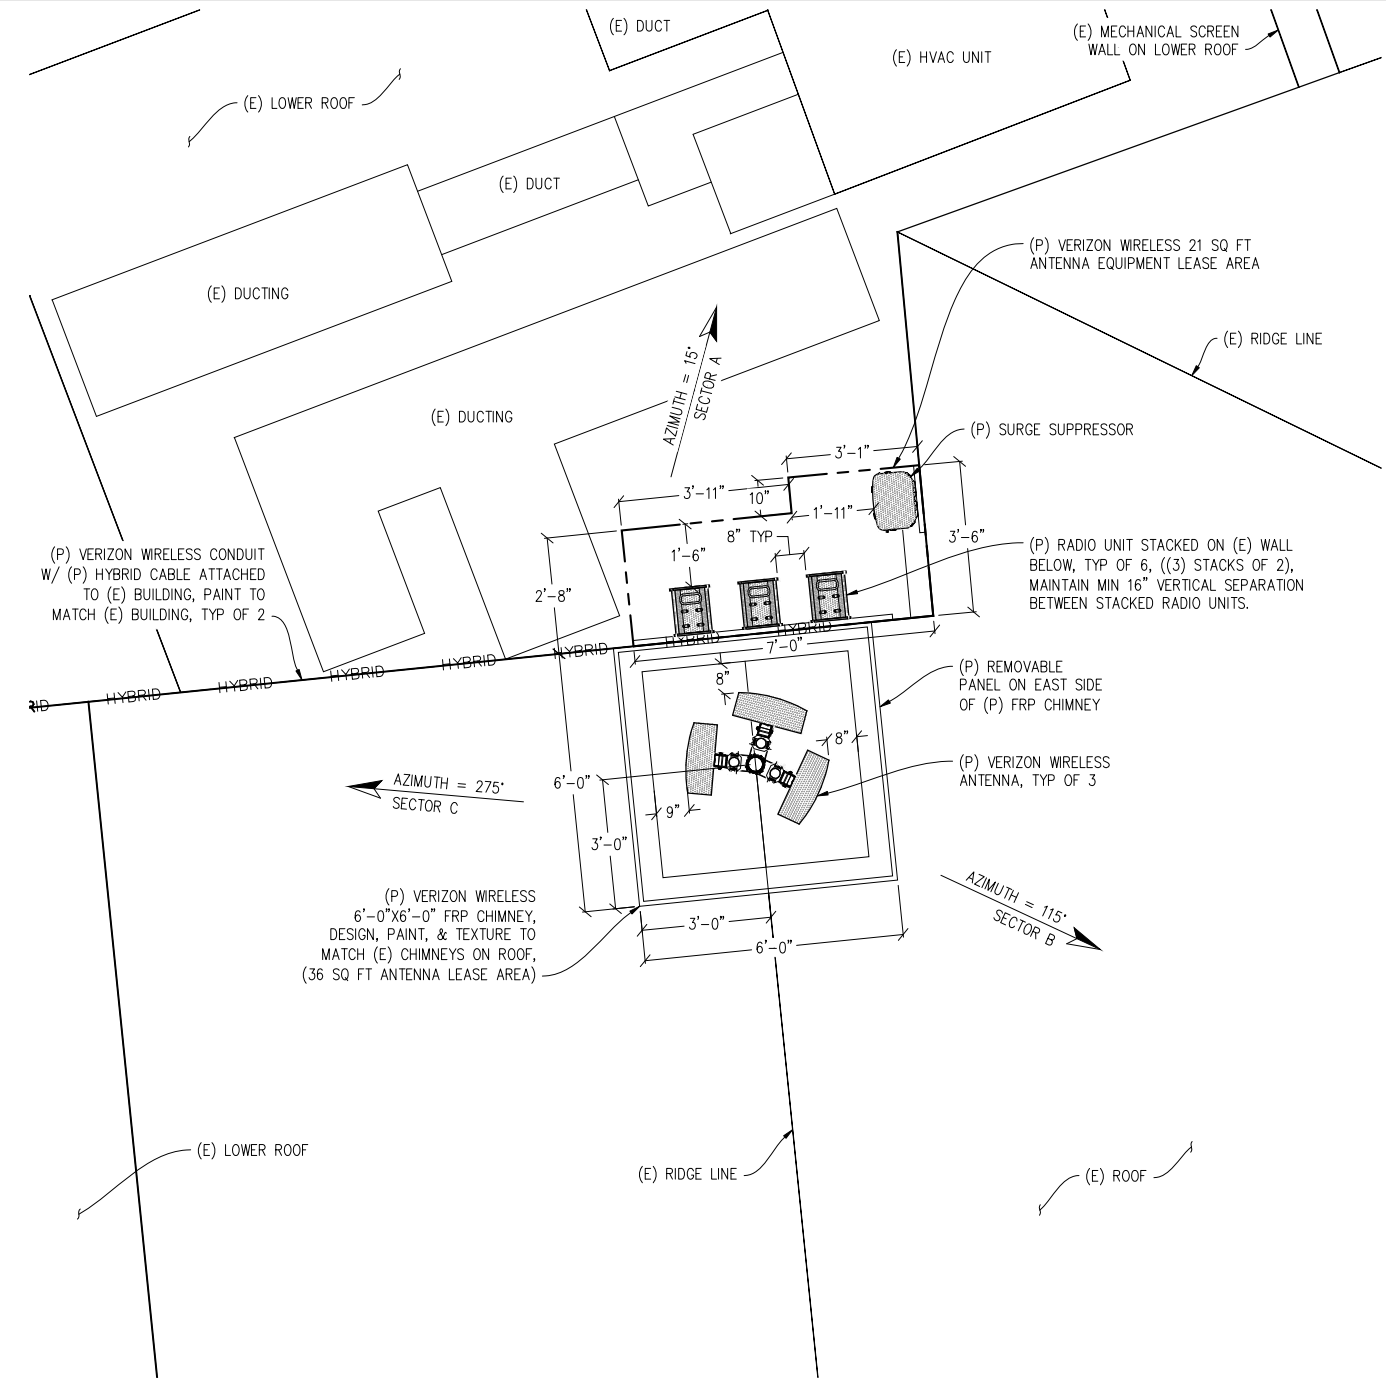 (E) DUCT
(E) MECHANICAL SCREEN
WALL ON LOWER ROOF
(E) HVAC UNIT
(E) LOWER ROOF
(E) DUCT
(P) VERIZON WIRELESS 21 SQ FT
ANTENNA EQUIPMENT LEASE AREA
(E) DUCTING
(E) RIDGE LINE
AZIMUTH = 15°
SECTOR A
(E) DUCTING
(P) SURGE SUPPRESSOR
3'-1"
3'-11"
10"
1'-11"
8" TYP
3'-6"
1'-6"
2'-8"
(P) VERIZON WIRELESS CONDUIT
W/ (P) HYBRID CABLE ATTACHED
TO (E) BUILDING, PAINT TO
MATCH (E) BUILDING, TYP OF 2
(P) RADIO UNIT STACKED ON (E) WALL
BELOW, TYP OF 6, ((3) STACKS OF 2),
MAINTAIN MIN 16" VERTICAL SEPARATION
BETWEEN STACKED RADIO UNITS.
HYBRID
HYBRID
HYBRID
HYBRID
HYBRID
HYBRID
HYBRID
RID
7'-0"
8"
(P) REMOVABLE
PANEL ON EAST SIDE
OF (P) FRP CHIMNEY
8"
(P) VERIZON WIRELESS
ANTENNA, TYP OF 3
AZIMUTH = 275°
SECTOR C
6'-0"
9"
3'-0"
(P) VERIZON WIRELESS
6'-0"X6'-0" FRP CHIMNEY,
DESIGN, PAINT, & TEXTURE TO
MATCH (E) CHIMNEYS ON ROOF,
(36 SQ FT ANTENNA LEASE AREA)
AZIMUTH = 115°
SECTOR B
3'-0"
6'-0"
(E) LOWER ROOF
(E) RIDGE LINE
(E) ROOF